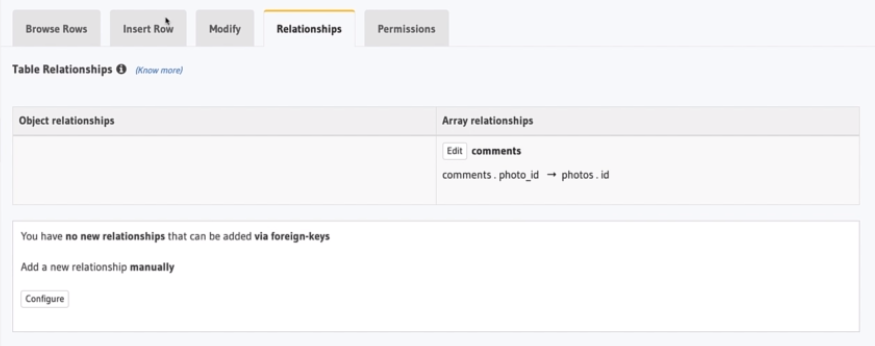 Browse Rows Insert Row Modify Relationships Permissions
Table Relationships (Know more)
Object relationships Array relationships
Edit comments
comments . photo_id → photos . id
You have no new relationships that can be added via foreign-keys
Add a new relationship manually
Configure